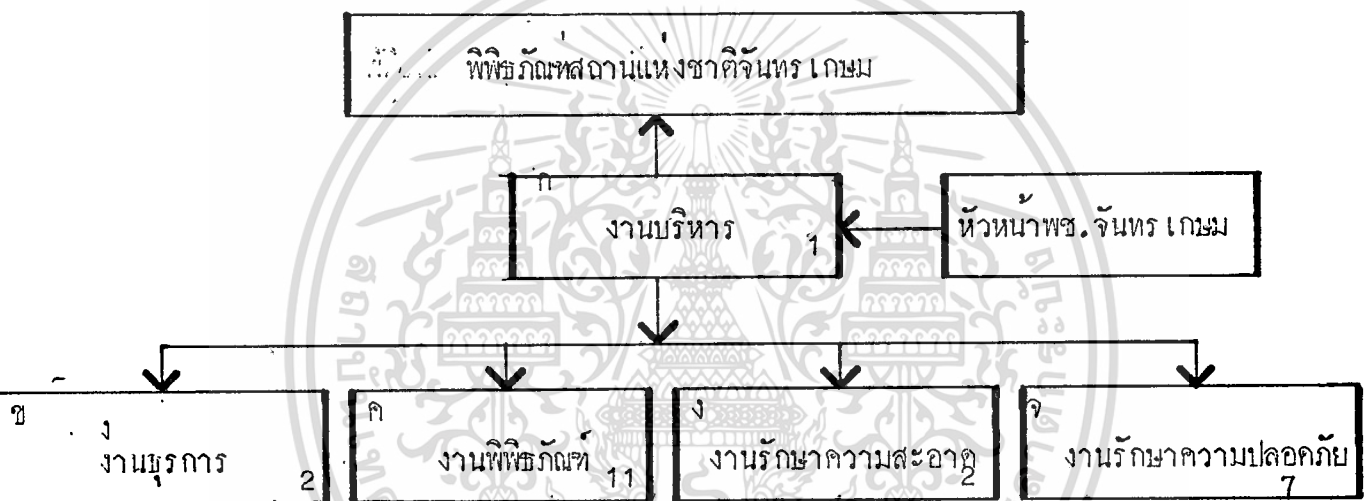 พิพิธภัณฑ์สถานแห่งชาติจันทรเกษม
ก
งานบริหาร
1
หัวหน้าพช.จันทรเกษม
ข
ง
งานธุรการ
2
ค
งานพิพิธภัณฑ์
11
ง
งานรักษาความสะอาด
2
จ
งานรักษาความปลอดภัย
7